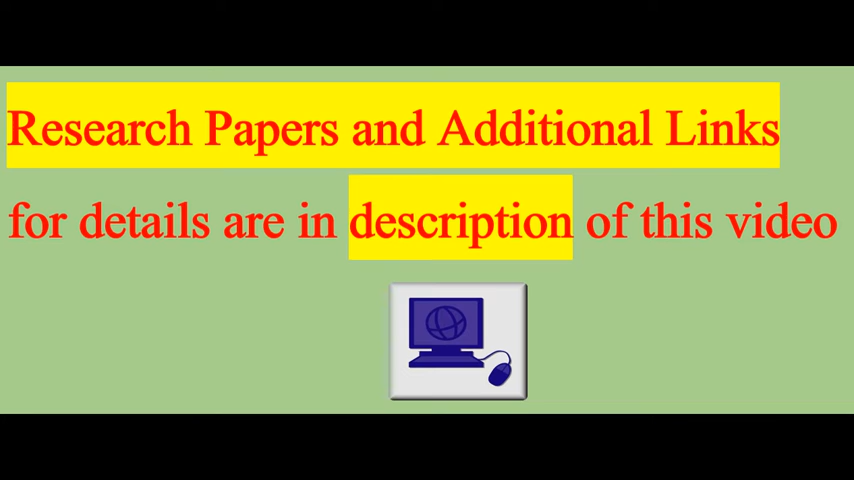 Research Papers and Additional Links
for details are in description of this video